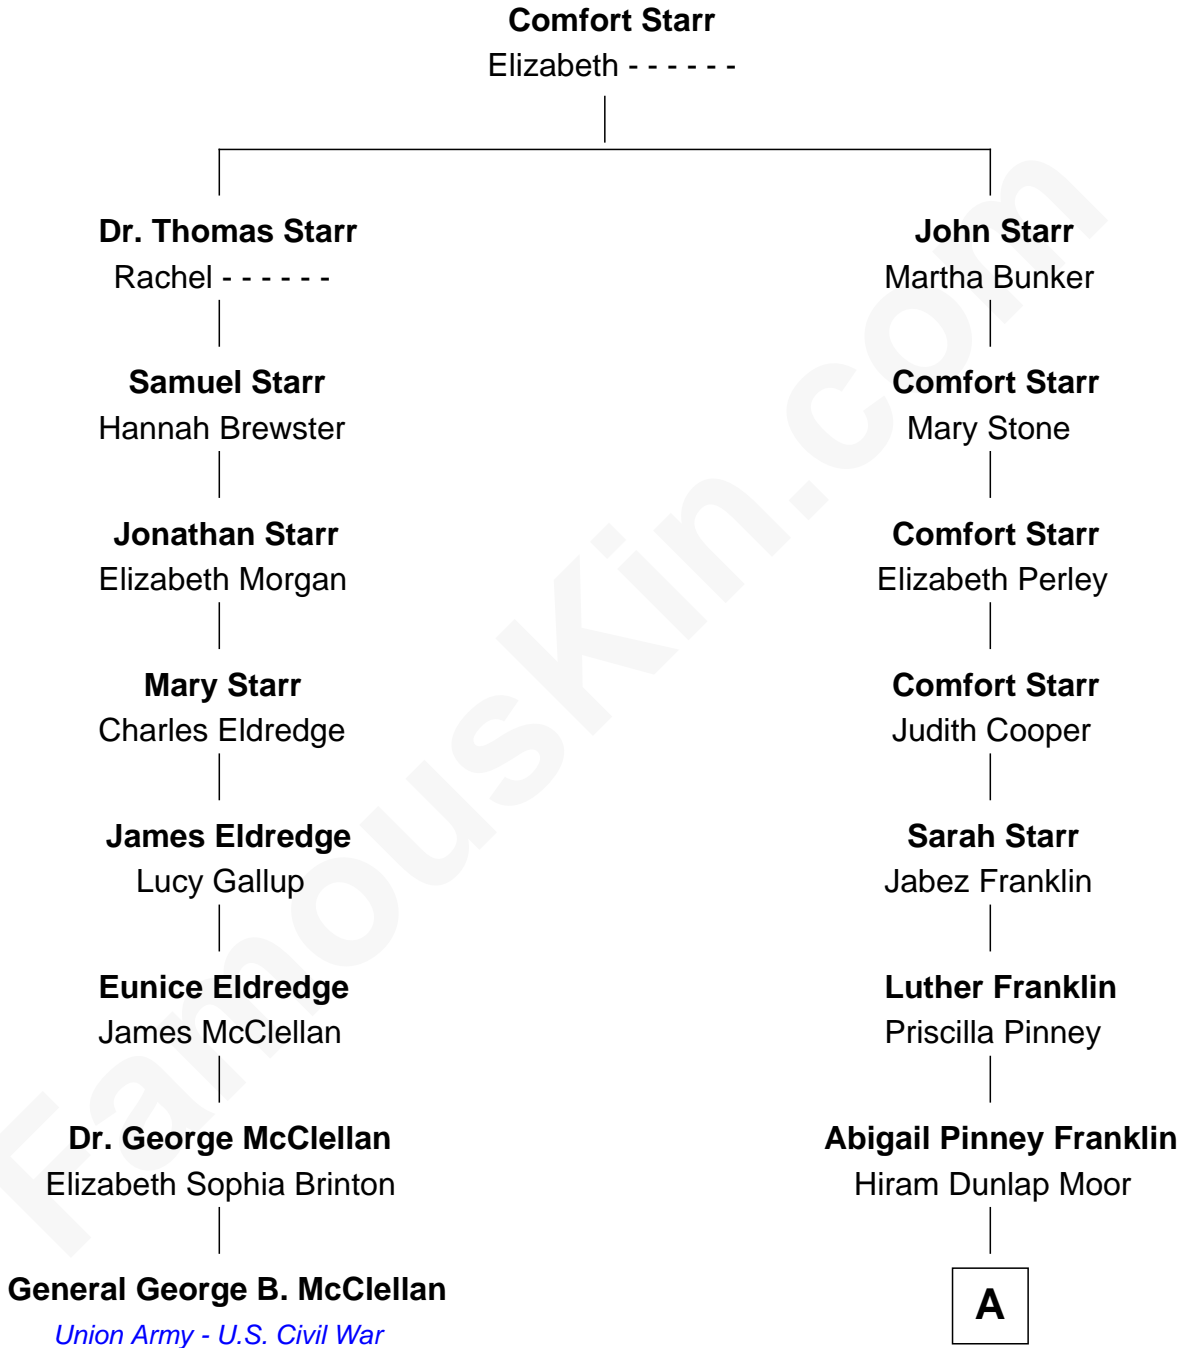 Comfort Starr
Elizabeth - - - - - -
Dr. Thomas Starr
Rachel - - - - - -
Samuel Starr
Hannah Brewster
Jonathan Starr
Elizabeth Morgan
Mary Starr
Charles Eldredge
James Eldredge
Lucy Gallup
Eunice Eldredge
James McClellan
Dr. George McClellan
Elizabeth Sophia Brinton
General George B. McClellan
Union Army - U.S. Civil War
John Starr
Martha Bunker
Comfort Starr
Mary Stone
Comfort Starr
Elizabeth Perley
Comfort Starr
Judith Cooper
Sarah Starr
Jabez Franklin
Luther Franklin
Priscilla Pinney
Abigail Pinney Franklin
Hiram Dunlap Moor
A
FamousKin.com